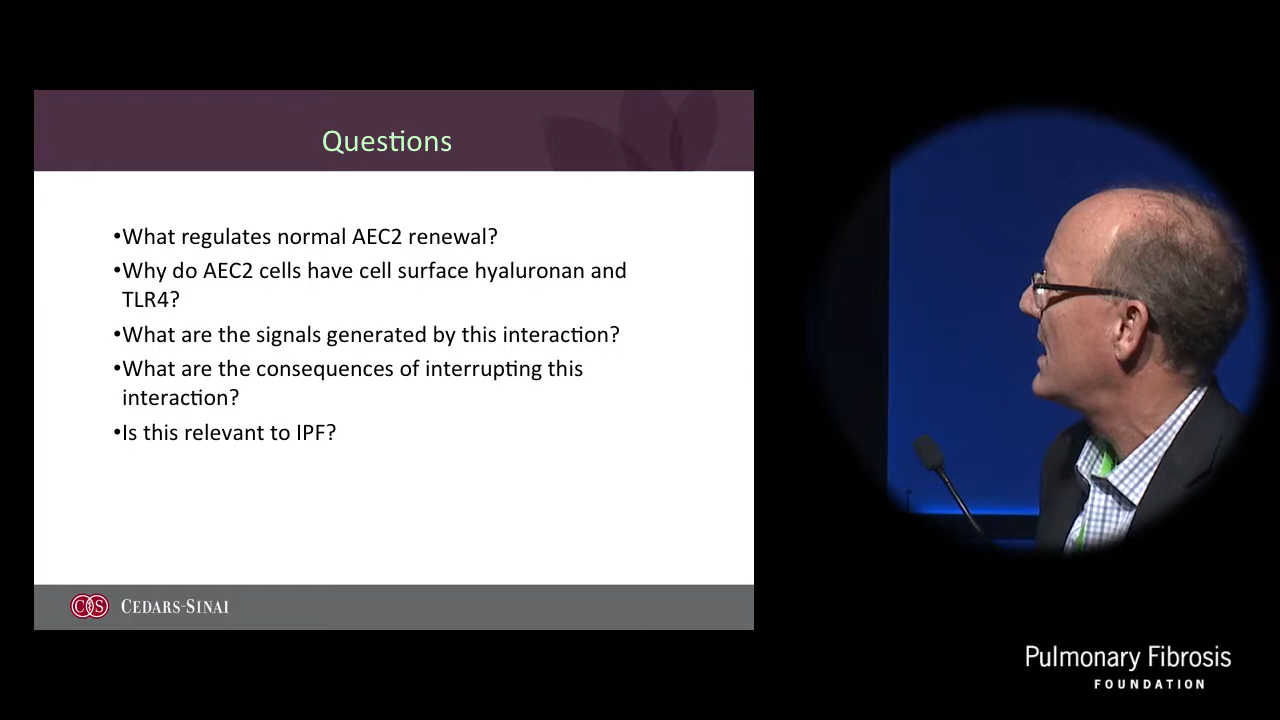 Questions
•What regulates normal AEC2 renewal?
•Why do AEC2 cells have cell surface hyaluronan and
TLR4?
•What are the signals generated by this interaction?
•What are the consequences of interrupting this
interaction?
•Is this relevant to IPF?
CS CEDARS-SINAI
Pulmonary Fibrosis
FOUNDATION